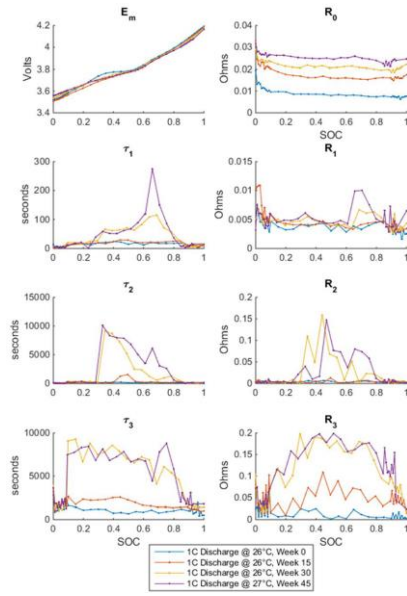 E_m
R_0
Volts
4.2
4
3.8
3.6
3.4
0 0.2 0.4 0.6 0.8 1
Ohms
0.04
0.03
0.02
0.01
0
0 0.2 0.4 0.6 0.8 1
SOC
τ_1
R_1
seconds
300
200
100
0
0 0.2 0.4 0.6 0.8 1
Ohms
0.015
0.01
0.005
0
0 0.2 0.4 0.6 0.8 1
τ_2
R_2
seconds
15000
10000
5000
0
0 0.2 0.4 0.6 0.8 1
Ohms
0.2
0.15
0.1
0.05
0
0 0.2 0.4 0.6 0.8 1
τ_3
R_3
seconds
10000
5000
0
0 0.2 0.4 0.6 0.8 1
SOC
Ohms
0.2
0.15
0.1
0.05
0
0 0.2 0.4 0.6 0.8 1
SOC
1C Discharge @ 26°C, Week 0
1C Discharge @ 26°C, Week 15
1C Discharge @ 26°C, Week 30
1C Discharge @ 27°C, Week 45